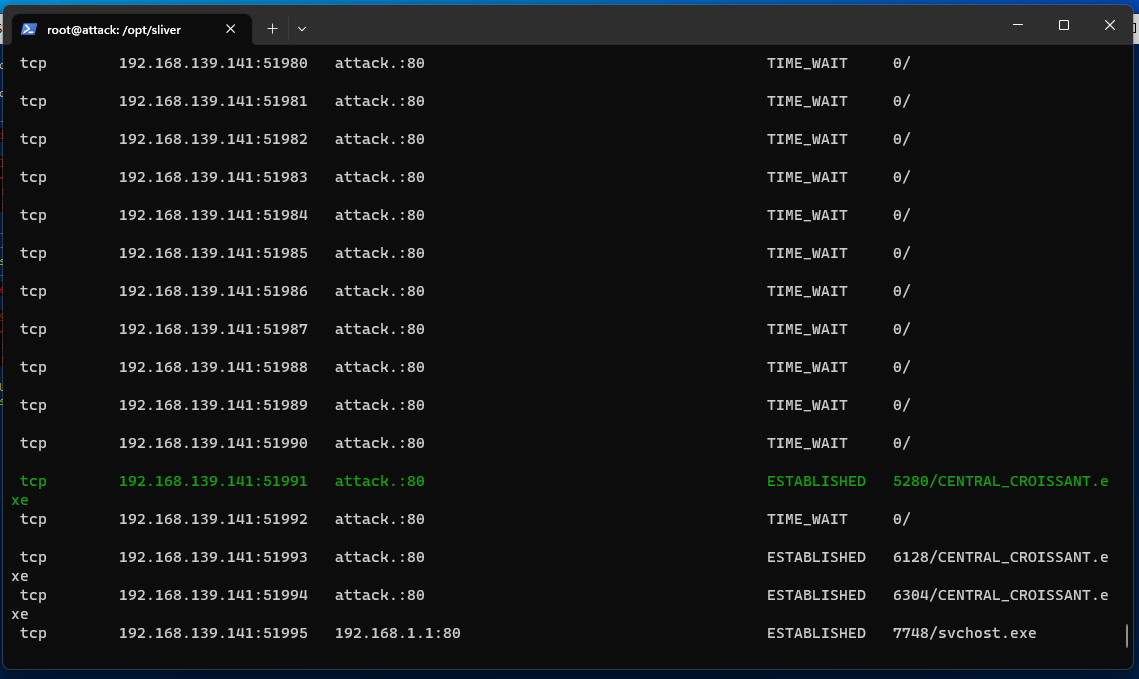 root@attack: /opt/sliver
tcp 192.168.139.141:51980 attack.:80 TIME_WAIT 0/
tcp 192.168.139.141:51981 attack.:80 TIME_WAIT 0/
tcp 192.168.139.141:51982 attack.:80 TIME_WAIT 0/
tcp 192.168.139.141:51983 attack.:80 TIME_WAIT 0/
tcp 192.168.139.141:51984 attack.:80 TIME_WAIT 0/
tcp 192.168.139.141:51985 attack.:80 TIME_WAIT 0/
tcp 192.168.139.141:51986 attack.:80 TIME_WAIT 0/
tcp 192.168.139.141:51987 attack.:80 TIME_WAIT 0/
tcp 192.168.139.141:51988 attack.:80 TIME_WAIT 0/
tcp 192.168.139.141:51989 attack.:80 TIME_WAIT 0/
tcp 192.168.139.141:51990 attack.:80 TIME_WAIT 0/
tcp 192.168.139.141:51991 attack.:80 ESTABLISHED 5280/CENTRAL_CROISSANT.e
xe
tcp 192.168.139.141:51992 attack.:80 TIME_WAIT 0/
tcp 192.168.139.141:51993 attack.:80 ESTABLISHED 6128/CENTRAL_CROISSANT.e
xe
tcp 192.168.139.141:51994 attack.:80 ESTABLISHED 6304/CENTRAL_CROISSANT.e
xe
tcp 192.168.139.141:51995 192.168.1.1:80 ESTABLISHED 7748/svchost.exe